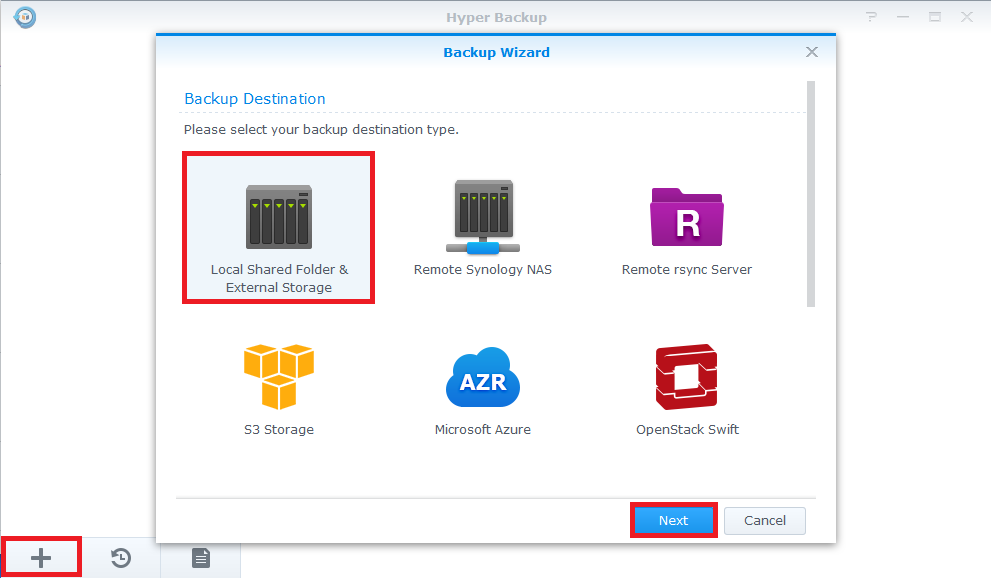 Hyper Backup
Backup Wizard
Backup Destination
Please select your backup destination type.
Local Shared Folder &
External Storage
Remote Synology NAS
R
Remote rsync Server
S3 Storage
AZR
Microsoft Azure
OpenStack Swift
Next
Cancel